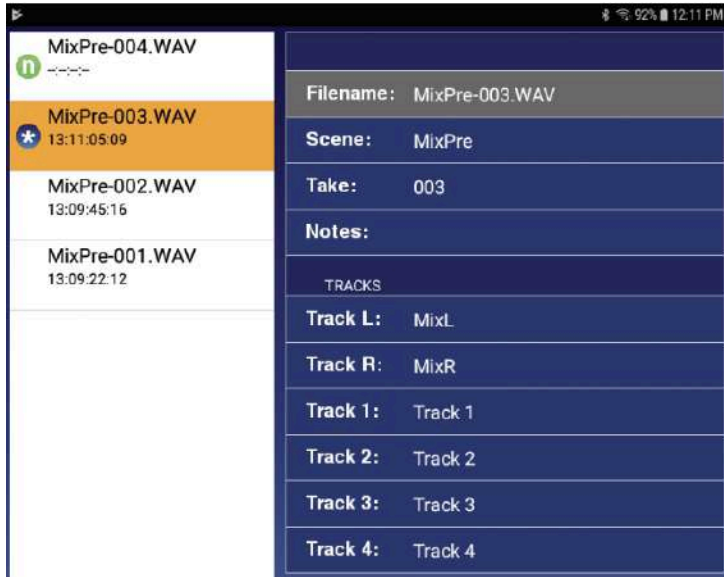 92% 12:11 PM
MixPre-004.WAV
n
--:--:--:--
MixPre-003.WAV
13:11:05:09
MixPre-002.WAV
13:09:45:16
MixPre-001.WAV
13:09:22:12
Filename: MixPre-003.WAV
Scene: MixPre
Take: 003
Notes:
TRACKS
Track L: MixL
Track R: MixR
Track 1: Track 1
Track 2: Track 2
Track 3: Track 3
Track 4: Track 4